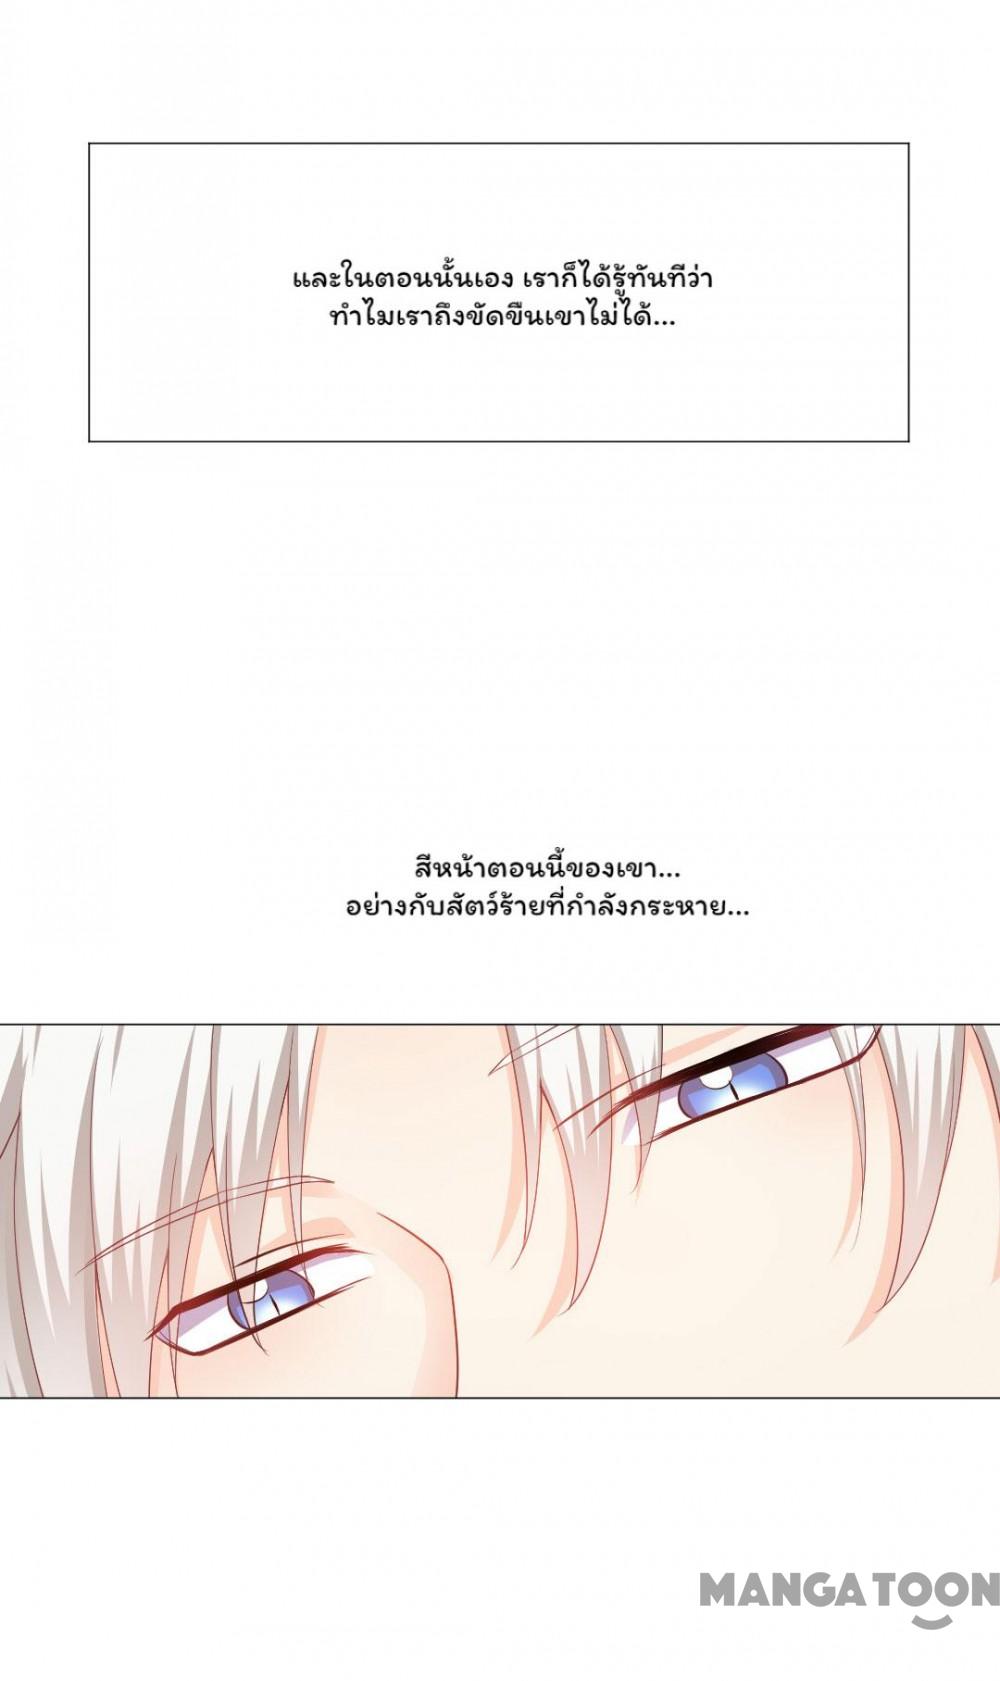 และในตอนนั้นเอง เราก็ได้รู้ทันทีว่า
ทำไมเราถึงขัดขืนเขาไม่ได้...
สีหน้าตอนนี้ของเขา...
อย่างกับสัตว์ร้ายที่กำลังกระหาย...
MANGATOON